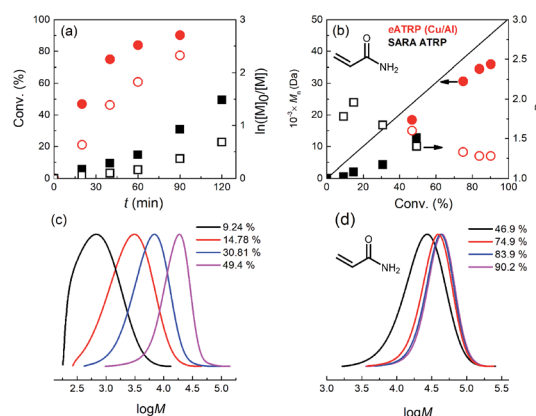 (a)
Conv. (%)
100
80
60
40
20
0
0 20 40 60 80 100 120
t (min)
3
2
1
0
ln([M]0/[M])
(b)
eATRP (Cu/Al)
SARA ATRP
O
NH2
10-3× Mn (Da)
50
40
30
20
10
0
0 20 40 60 80 100
Conv. (%)
3.0
2.5
2.0
1.5
1.0
(c)
9.24 %
14.78 %
30.81 %
49.4 %
2.5 3.0 3.5 4.0 4.5 5.0
logM
(d)
O
NH2
46.9 %
74.9 %
83.9 %
90.2 %
3.0 3.5 4.0 4.5 5.0 5.5
logM